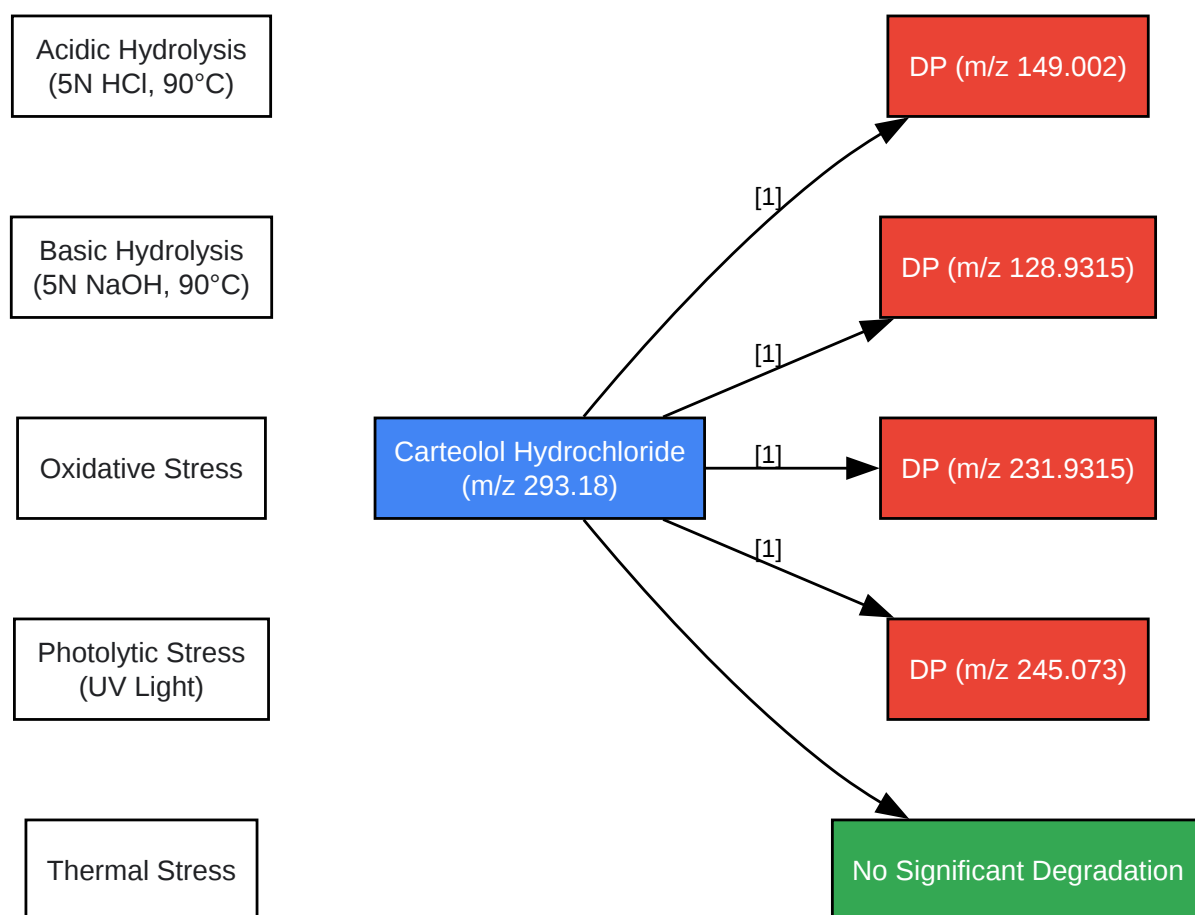 Acidic Hydrolysis
(5N HCl, 90°C)
DP (m/z 149.002)
[1]
Basic Hydrolysis
(5N NaOH, 90°C)
DP (m/z 128.9315)
[1]
Oxidative Stress
Carteolol Hydrochloride
(m/z 293.18)
[1]
DP (m/z 231.9315)
[1]
Photolytic Stress
(UV Light)
DP (m/z 245.073)
Thermal Stress
No Significant Degradation